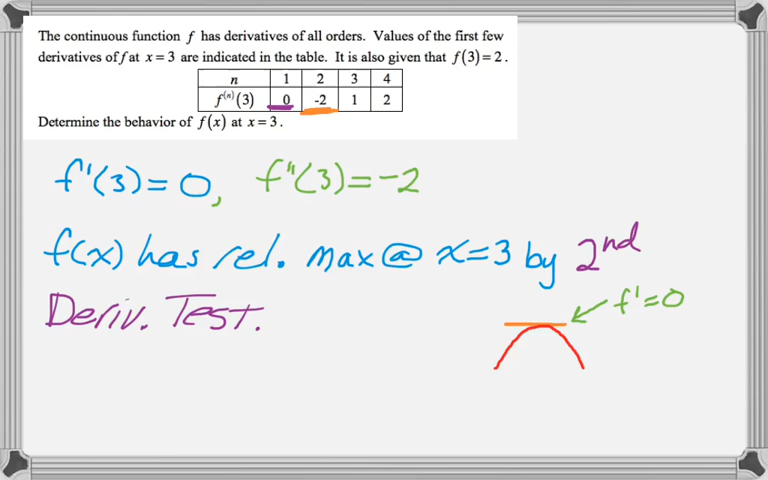 The continuous function f has derivatives of all orders. Values of the first few
derivatives of f at x = 3 are indicated in the table. It is also given that f(3) = 2.
n 1 2 3 4
f⁽ⁿ⁾(3) 0 -2 1 2
Determine the behavior of f(x) at x = 3.
f'(3) = 0, f"(3) = -2
f(x) has rel. max @ x=3 by 2nd
Deriv. Test.
f'=0